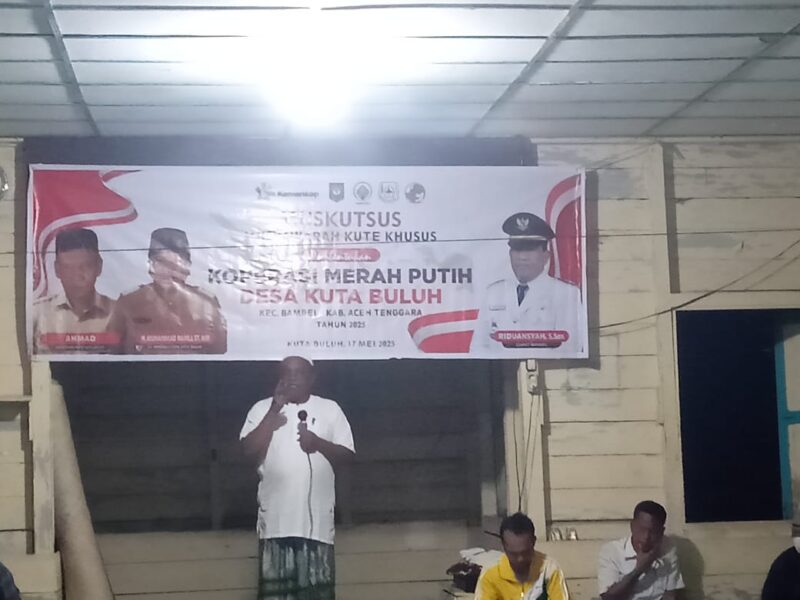 Kemenkop
MUSKUTSUS
MUSYAWARAH KUTE KHUSUS
KOPERASI MERAH PUTIH
DESA KUTA BULUH
KEC. BAMBEL KAB. ACEH TENGGARA
TAHUN 2025
KUTA BULUH, 17 MEI 2025
AHMAD
RIDUANSYAH, S.Sos